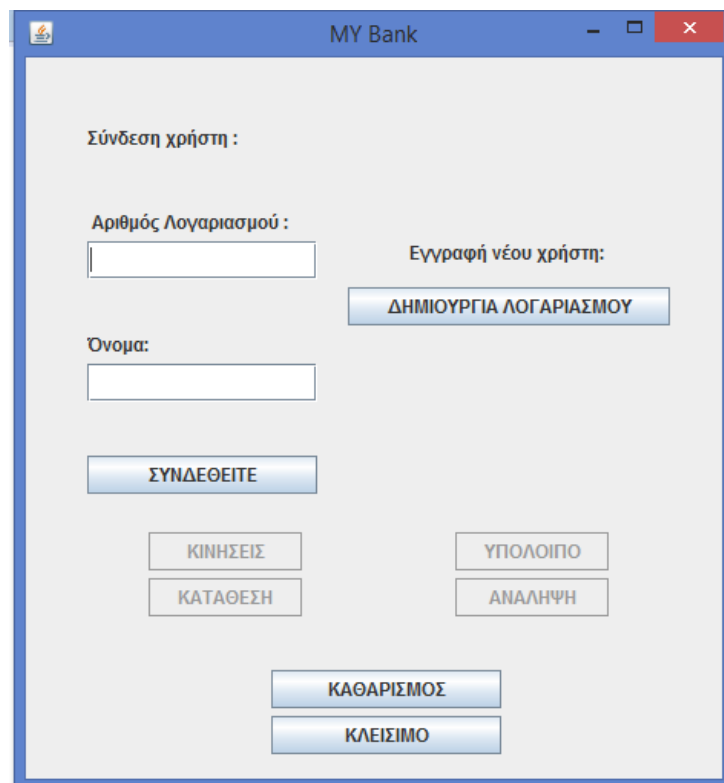 MY Bank
Σύνδεση χρήστη :
Αριθμός Λογαριασμού :
Εγγραφή νέου χρήστη:
ΔΗΜΙΟΥΡΓΙΑ ΛΟΓΑΡΙΑΣΜΟΥ
Όνομα:
ΣΥΝΔΕΘΕΙΤΕ
ΚΙΝΗΣΕΙΣ ΥΠΟΛΟΙΠΟ
ΚΑΤΑΘΕΣΗ ΑΝΑΛΗΨΗ
ΚΑΘΑΡΙΣΜΟΣ
ΚΛΕΙΣΙΜΟ